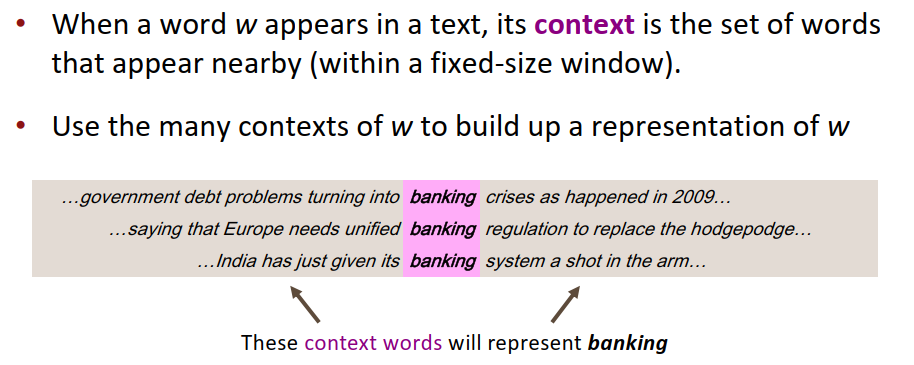 • When a word w appears in a text, its context is the set of words
that appear nearby (within a fixed-size window).
• Use the many contexts of w to build up a representation of w
…government debt problems turning into banking crises as happened in 2009…
…saying that Europe needs unified banking regulation to replace the hodgepodge…
…India has just given its banking system a shot in the arm…
These context words will represent banking